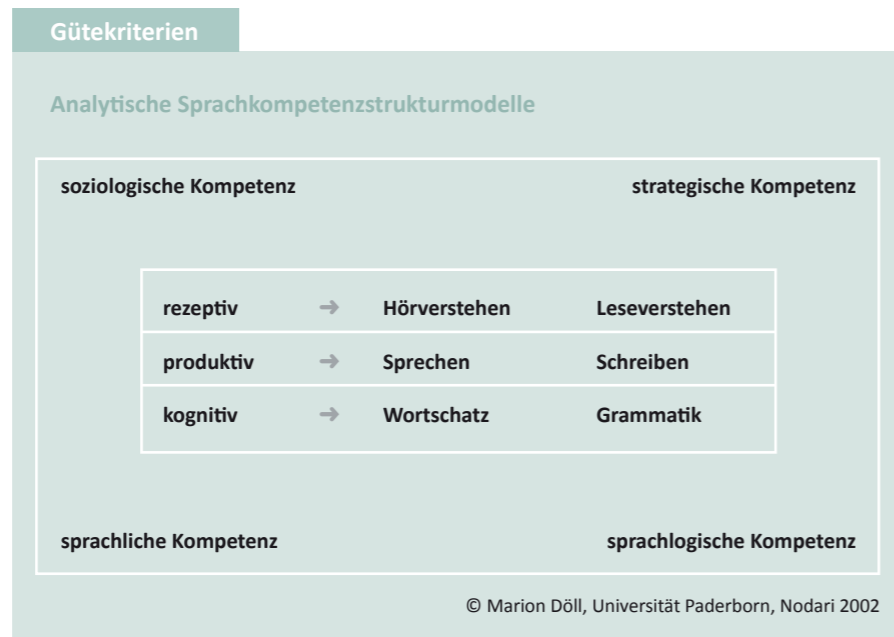 Gütekriterien
Analytische Sprachkompetenzstrukturmodelle
soziologische Kompetenz strategische Kompetenz
rezeptiv ➜ Hörverstehen Leseverstehen
produktiv ➜ Sprechen Schreiben
kognitiv ➜ Wortschatz Grammatik
sprachliche Kompetenz sprachlogische Kompetenz
© Marion Döll, Universität Paderborn, Nodari 2002